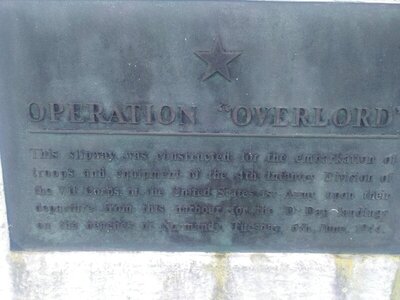 OPERATION "OVERLORD"
This slipway was constructed for the embarkation of
troops and equipment of the 4th Infantry Division of
the VII Corps of the United States Army upon their
departure from this harbour for the D-Day landings
on the beaches of Normandy, Tuesday, 6th June, 1944.